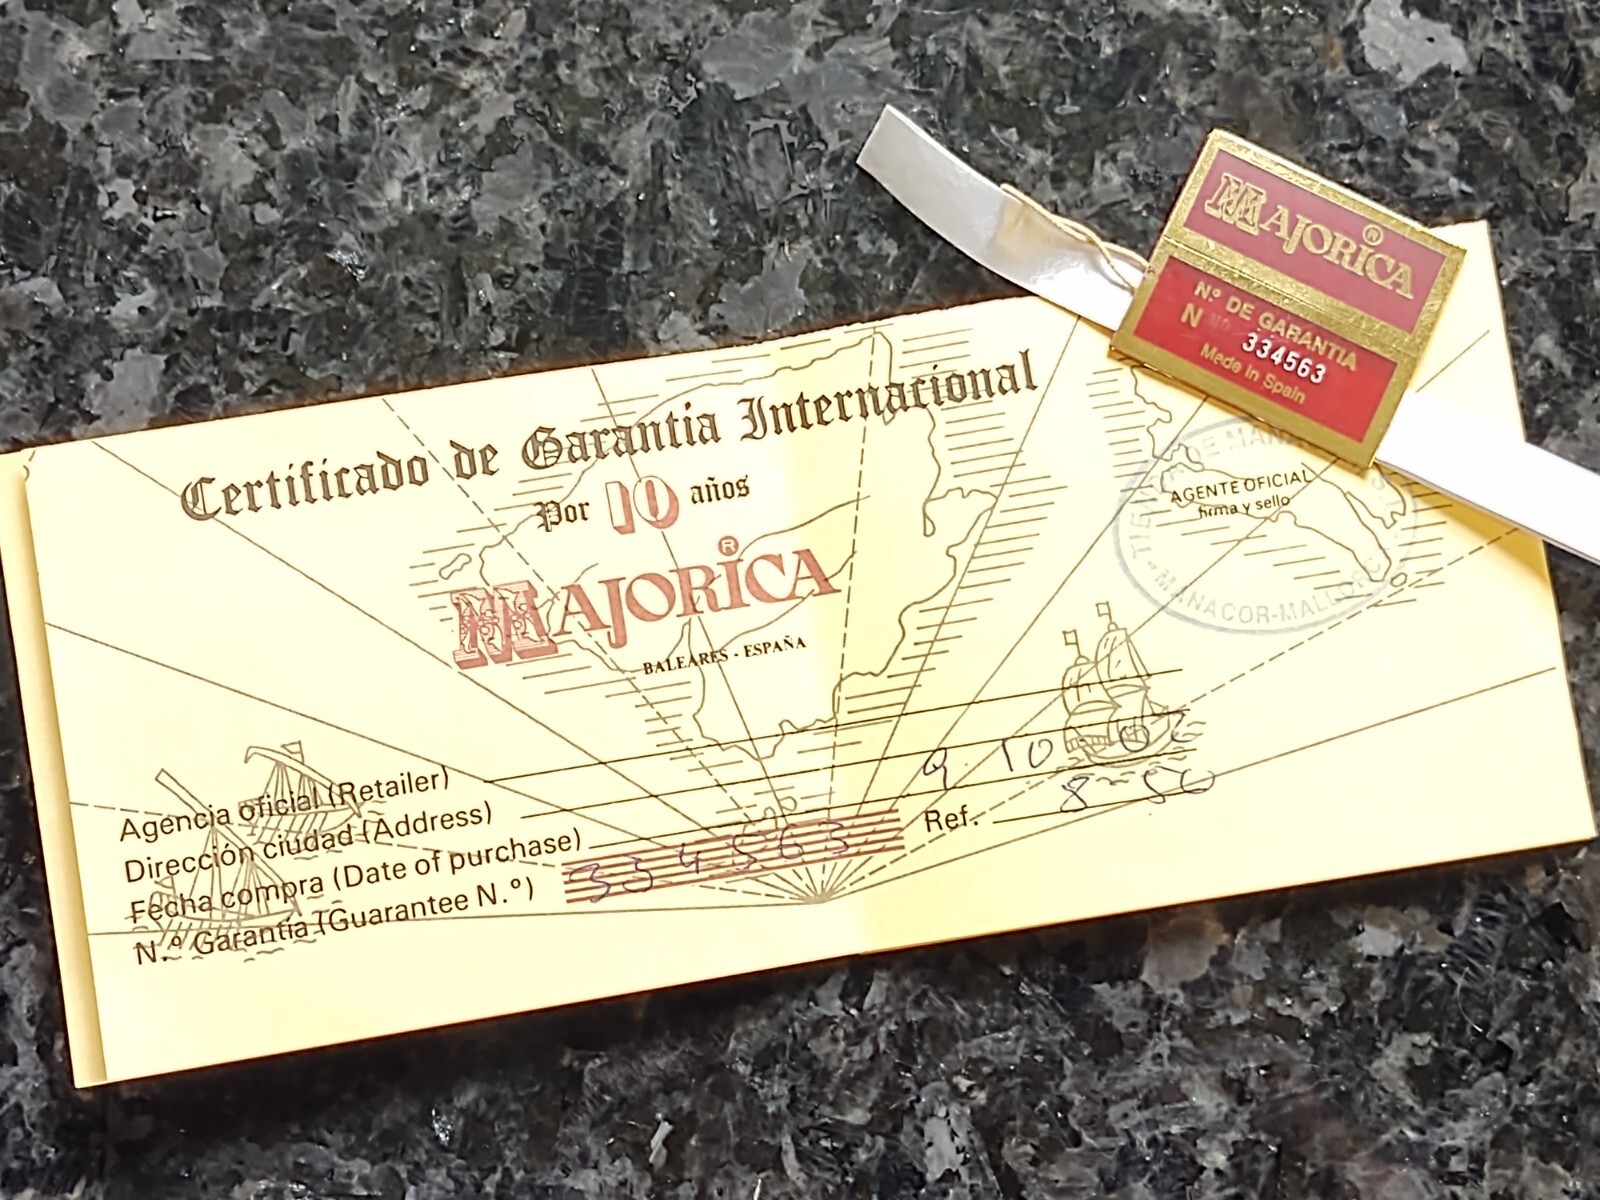 MAJORICA®
Nº DE GARANTIA
N 334563
Made in Spain
Certificado de Garantia Internacional
Por 10 años
MAJORICA®
BALEARES - ESPAÑA
AGENTE OFICIAL
firma y sello
MANACOR-MALLORCA
Agencia oficial (Retailer)
Dirección ciudad (Address)
Fecha compra (Date of purchase)
N.º Garantía (Guarantee N.º) 334563 Ref.